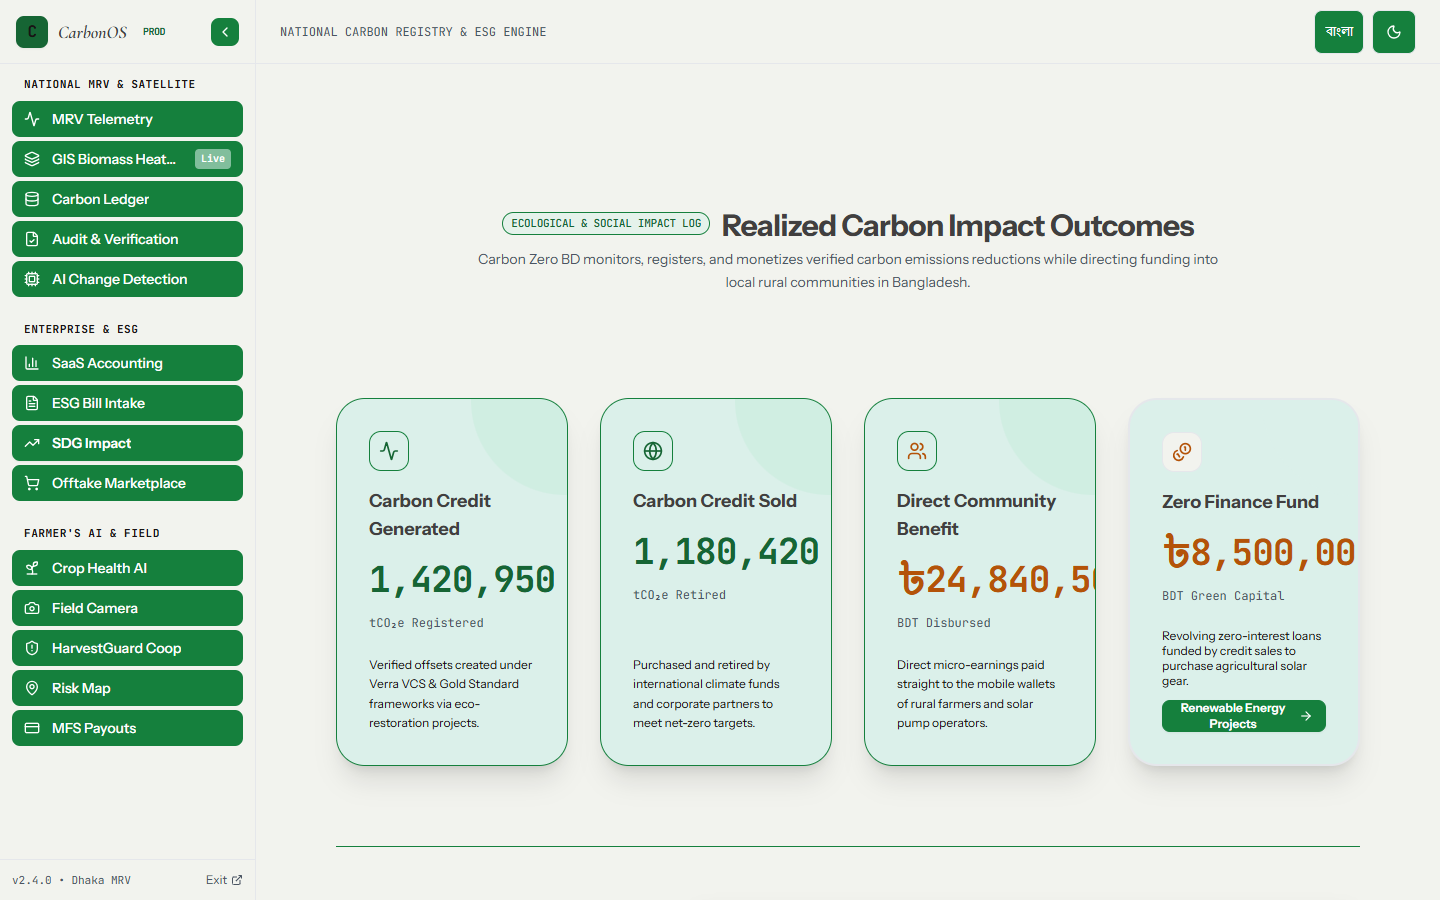 C CarbonOS PROD
NATIONAL CARBON REGISTRY & ESG ENGINE
বাংলা
NATIONAL MRV & SATELLITE
MRV Telemetry
GIS Biomass Heat... Live
Carbon Ledger
Audit & Verification
AI Change Detection
ENTERPRISE & ESG
SaaS Accounting
ESG Bill Intake
SDG Impact
Offtake Marketplace
FARMER'S AI & FIELD
Crop Health AI
Field Camera
HarvestGuard Coop
Risk Map
MFS Payouts
v2.4.0 • Dhaka MRV
Exit
ECOLOGICAL & SOCIAL IMPACT LOG
Realized Carbon Impact Outcomes
Carbon Zero BD monitors, registers, and monetizes verified carbon emissions reductions while directing funding into
local rural communities in Bangladesh.
Carbon Credit
Generated
1,420,950
tCO₂e Registered
Verified offsets created under
Verra VCS & Gold Standard
frameworks via eco-
restoration projects.
Carbon Credit Sold
1,180,420
tCO₂e Retired
Purchased and retired by
international climate funds
and corporate partners to
meet net-zero targets.
Direct Community
Benefit
৳24,840,50
BDT Disbursed
Direct micro-earnings paid
straight to the mobile wallets
of rural farmers and solar
pump operators.
Zero Finance Fund
৳8,500,00
BDT Green Capital
Revolving zero-interest loans
funded by credit sales to
purchase agricultural solar
gear.
Renewable Energy
Projects